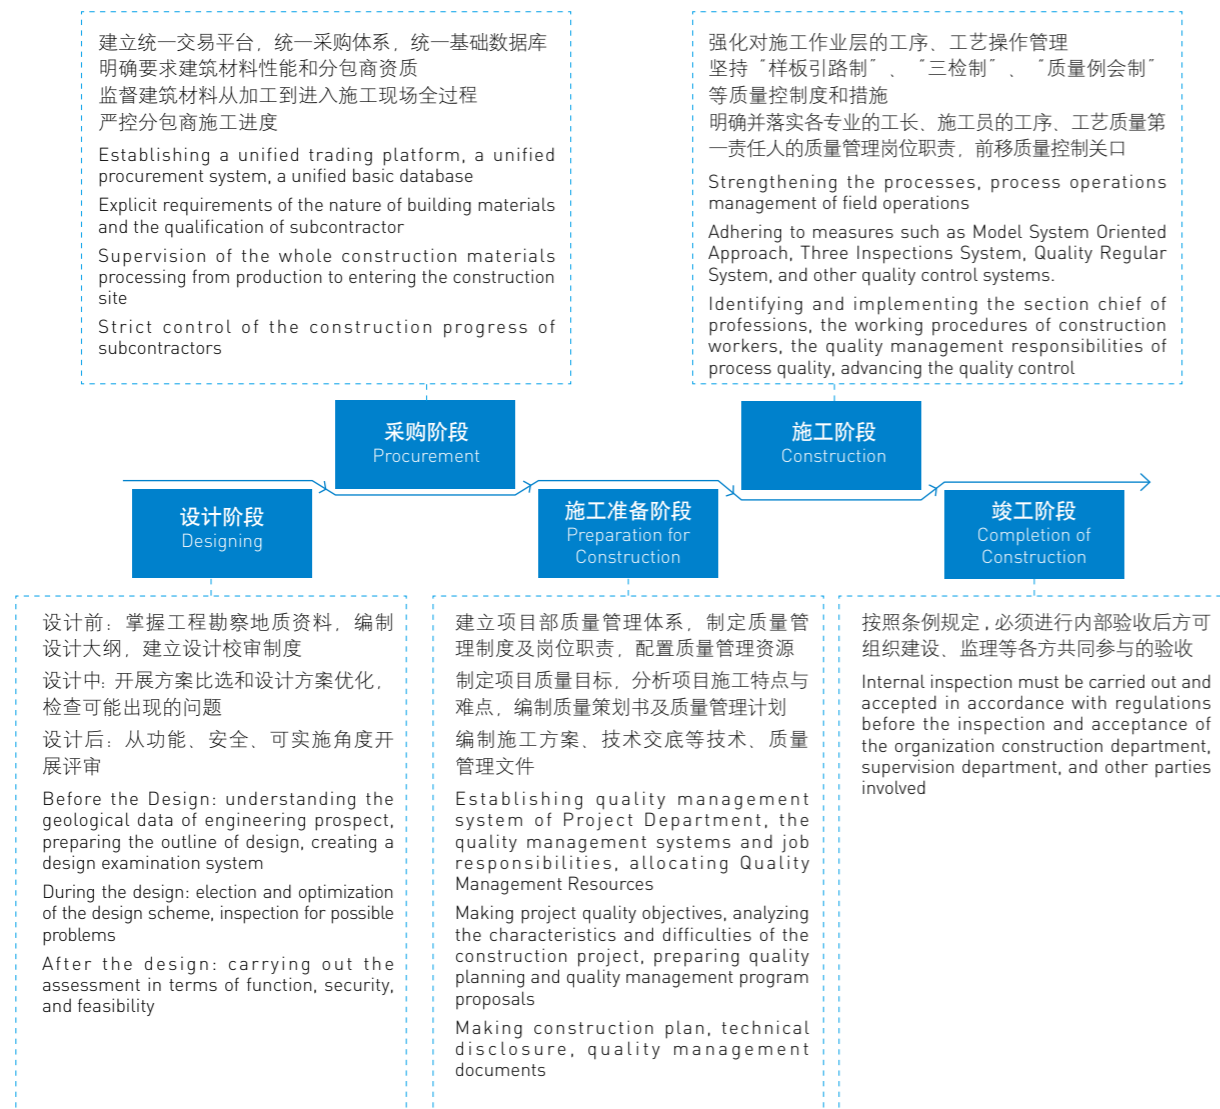 建立统一交易平台，统一采购体系，统一基础数据库
明确要求建筑材料性能和分包商资质
监督建筑材料从加工到进入施工现场全过程
严控分包商施工进度
Establishing a unified trading platform, a unified
procurement system, a unified basic database
Explicit requirements of the nature of building materials
and the qualification of subcontractor
Supervision of the whole construction materials
processing from production to entering the construction
site
Strict control of the construction progress of
subcontractors
强化对施工作业层的工序、工艺操作管理
坚持“样板引路制”、“三检制”、“质量例会制”
等质量控制度和措施
明确并落实各专业的工长、施工员的工序、工艺质量第
一责任人的质量管理岗位职责，前移质量控制关口
Strengthening the processes, process operations
management of field operations
Adhering to measures such as Model System Oriented
Approach, Three Inspections System, Quality Regular
System, and other quality control systems.
Identifying and implementing the section chief of
professions, the working procedures of construction
workers, the quality management responsibilities of
process quality, advancing the quality control
采购阶段
Procurement
施工阶段
Construction
设计阶段
Designing
施工准备阶段
Preparation for
Construction
竣工阶段
Completion of
Construction
设计前：掌握工程勘察地质资料，编制
设计大纲，建立设计校审制度
设计中：开展方案比选和设计方案优化，
检查可能出现的问题
设计后：从功能、安全、可实施角度开
展评审
Before the Design: understanding the
geological data of engineering prospect,
preparing the outline of design, creating a
design examination system
During the design: election and optimization
of the design scheme, inspection for possible
problems
After the design: carrying out the
assessment in terms of function, security,
and feasibility
建立项目部质量管理体系，制定质量管
理制度及岗位职责，配置质量管理资源
制定项目质量目标，分析项目施工特点与
难点，编制质量策划书及质量管理计划
编制施工方案、技术交底等技术、质量
管理文件
Establishing quality management
system of Project Department, the
quality management systems and job
responsibilities, allocating Quality
Management Resources
Making project quality objectives, analyzing
the characteristics and difficulties of the
construction project, preparing quality
planning and quality management program
proposals
Making construction plan, technical
disclosure, quality management
documents
按照条例规定，必须进行内部验收后方可
组织建设、监理等各方共同参与的验收
Internal inspection must be carried out and
accepted in accordance with regulations
before the inspection and acceptance of
the organization construction department,
supervision department, and other parties
involved